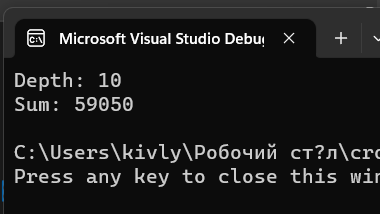 Microsoft Visual Studio Debug
Depth: 10
Sum: 59050
C:\Users\kivly\Робочий ст?л\cro
Press any key to close this win